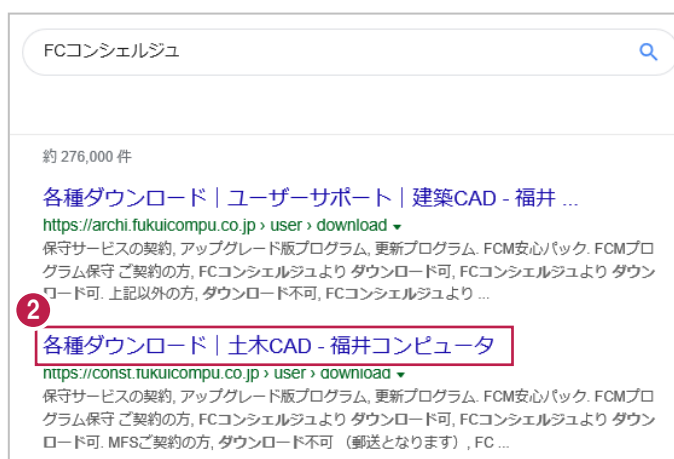 FCコンシェルジュ
約 276,000 件
各種ダウンロード｜ユーザーサポート｜建築CAD - 福井 ...
https://archi.fukuicompu.co.jp › user › download
保守サービスの契約, アップグレード版プログラム, 更新プログラム. FCM安心パック. FCMプロ
グラム保守 ご契約の方, FCコンシェルジュより ダウンロード可, FCコンシェルジュより ダウン
ロード可. 上記以外の方, ダウンロード不可, FCコンシェルジュより ...
2
各種ダウンロード｜土木CAD - 福井コンピュータ
https://const.fukuicompu.co.jp › user › download
保守サービスの契約, アップグレード版プログラム, 更新プログラム. FCM安心パック. FCMプロ
グラム保守 ご契約の方, FCコンシェルジュより ダウンロード可, FCコンシェルジュより ダウン
ロード可. MFSご契約の方, ダウンロード不可 （郵送となります）, FC ...